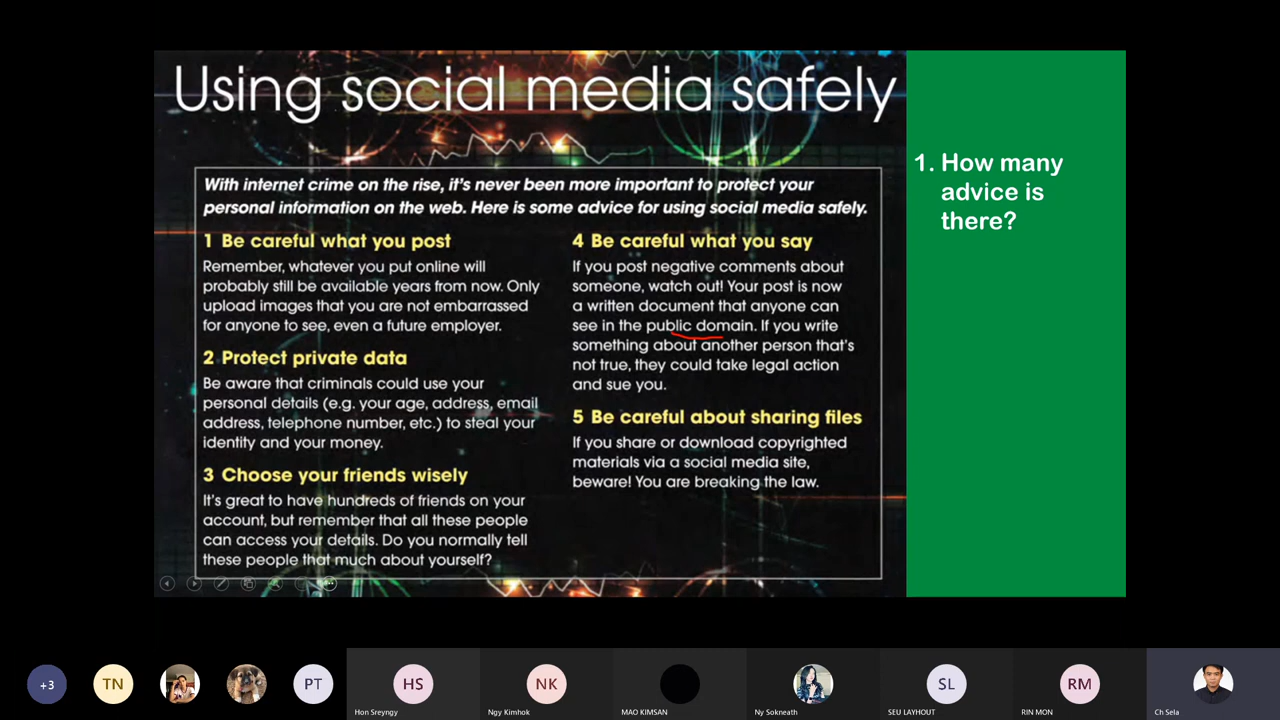 Using social media safely
With internet crime on the rise, it's never been more important to protect your
personal information on the web. Here is some advice for using social media safely.
1 Be careful what you post
Remember, whatever you put online will
probably still be available years from now. Only
upload images that you are not embarrassed
for anyone to see, even a future employer.
2 Protect private data
Be aware that criminals could use your
personal details (e.g. your age, address, email
address, telephone number, etc.) to steal your
identity and your money.
3 Choose your friends wisely
It's great to have hundreds of friends on your
account, but remember that all these people
can access your details. Do you normally tell
these people that much about yourself?
4 Be careful what you say
If you post negative comments about
someone, watch out! Your post is now
a written document that anyone can
see in the public domain. If you write
something about another person that's
not true, they could take legal action
and sue you.
5 Be careful about sharing files
If you share or download copyrighted
materials via a social media site,
beware! You are breaking the law.
1. How many
advice is
there?
+3
TN
PT
HS
NK
SL
RM
Hon Sreyngy
Ngy Kimhok
MAO KIMSAN
Ny Sokneath
SEU LAYHOUT
RIN MON
Ch Sela